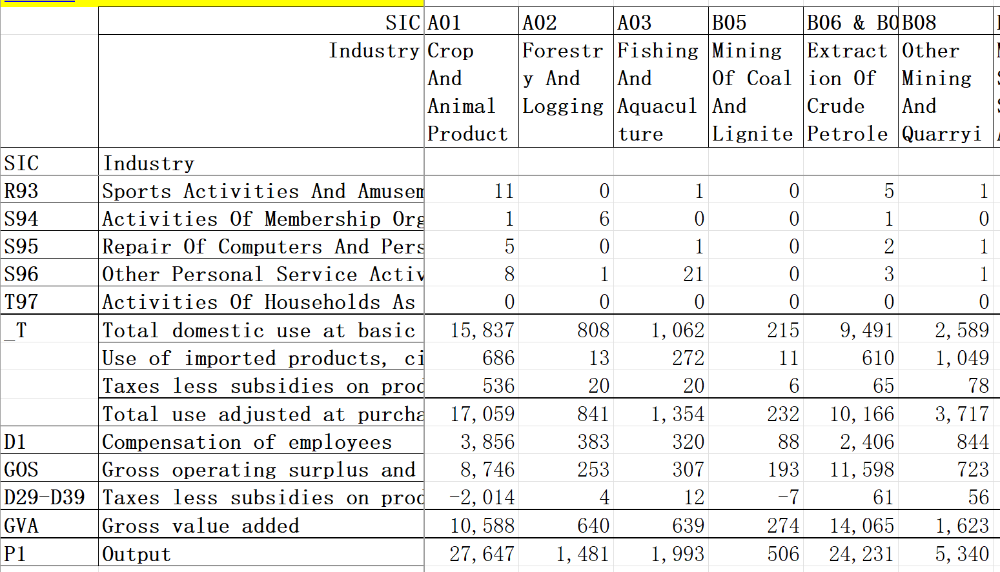 SIC A01 A02 A03 B05 B06 & B0 B08
Industry Crop Forestr Fishing Mining Extract Other
And y And And Of Coal ion Of Mining
Animal Logging Aquacul And Crude And
Product ture Lignite Petrole Quarryi
SIC Industry
R93 Sports Activities And Amusem 11 0 1 0 5 1
S94 Activities Of Membership Org 1 6 0 0 1 0
S95 Repair Of Computers And Pers 5 0 1 0 2 1
S96 Other Personal Service Activ 8 1 21 0 3 1
T97 Activities Of Households As 0 0 0 0 0 0
_T Total domestic use at basic 15,837 808 1,062 215 9,491 2,589
Use of imported products, ci 686 13 272 11 610 1,049
Taxes less subsidies on prod 536 20 20 6 65 78
Total use adjusted at purcha 17,059 841 1,354 232 10,166 3,717
D1 Compensation of employees 3,856 383 320 88 2,406 844
GOS Gross operating surplus and 8,746 253 307 193 11,598 723
D29-D39 Taxes less subsidies on prod -2,014 4 12 -7 61 56
GVA Gross value added 10,588 640 639 274 14,065 1,623
P1 Output 27,647 1,481 1,993 506 24,231 5,340